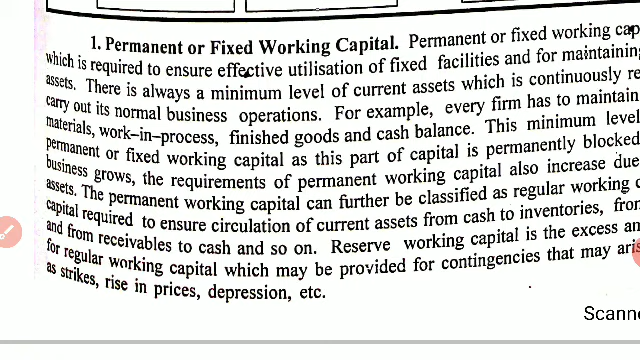 1. Permanent or Fixed Working Capital. Permanent or fixed working cap
which is required to ensure effective utilisation of fixed facilities and for maintaining
assets. There is always a minimum level of current assets which is continuously re
carry out its normal business operations. For example, every firm has to maintain
materials, work–in–process, finished goods and cash balance. This minimum level
permanent or fixed working capital as this part of capital is permanently blocked
business grows, the requirements of permanent working capital also increase due
assets. The permanent working capital can further be classified as regular working c
capital required to ensure circulation of current assets from cash to inventories, from
and from receivables to cash and so on. Reserve working capital is the excess am
for regular working capital which may be provided for contingencies that may aris
as strikes, rise in prices, depression, etc.
Scanne